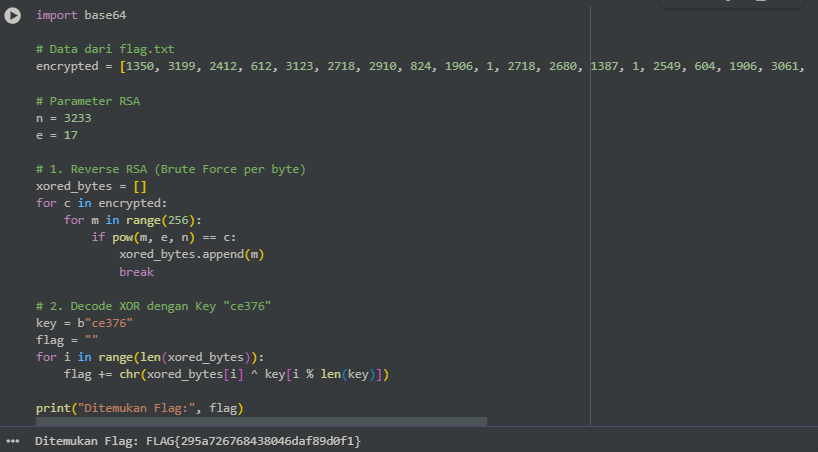 import base64
# Data dari flag.txt
encrypted = [1350, 3199, 2412, 612, 3123, 2718, 2910, 824, 1906, 1, 2718, 2680, 1387, 1, 2549, 604, 1906, 3061,
# Parameter RSA
n = 3233
e = 17
# 1. Reverse RSA (Brute Force per byte)
xored_bytes = []
for c in encrypted:
    for m in range(256):
        if pow(m, e, n) == c:
            xored_bytes.append(m)
            break
# 2. Decode XOR dengan Key "ce376"
key = b"ce376"
flag = ""
for i in range(len(xored_bytes)):
    flag += chr(xored_bytes[i] ^ key[i % len(key)])
print("Ditemukan Flag:", flag)
Ditemukan Flag: FLAG{295a726768438046daf89d0f1}